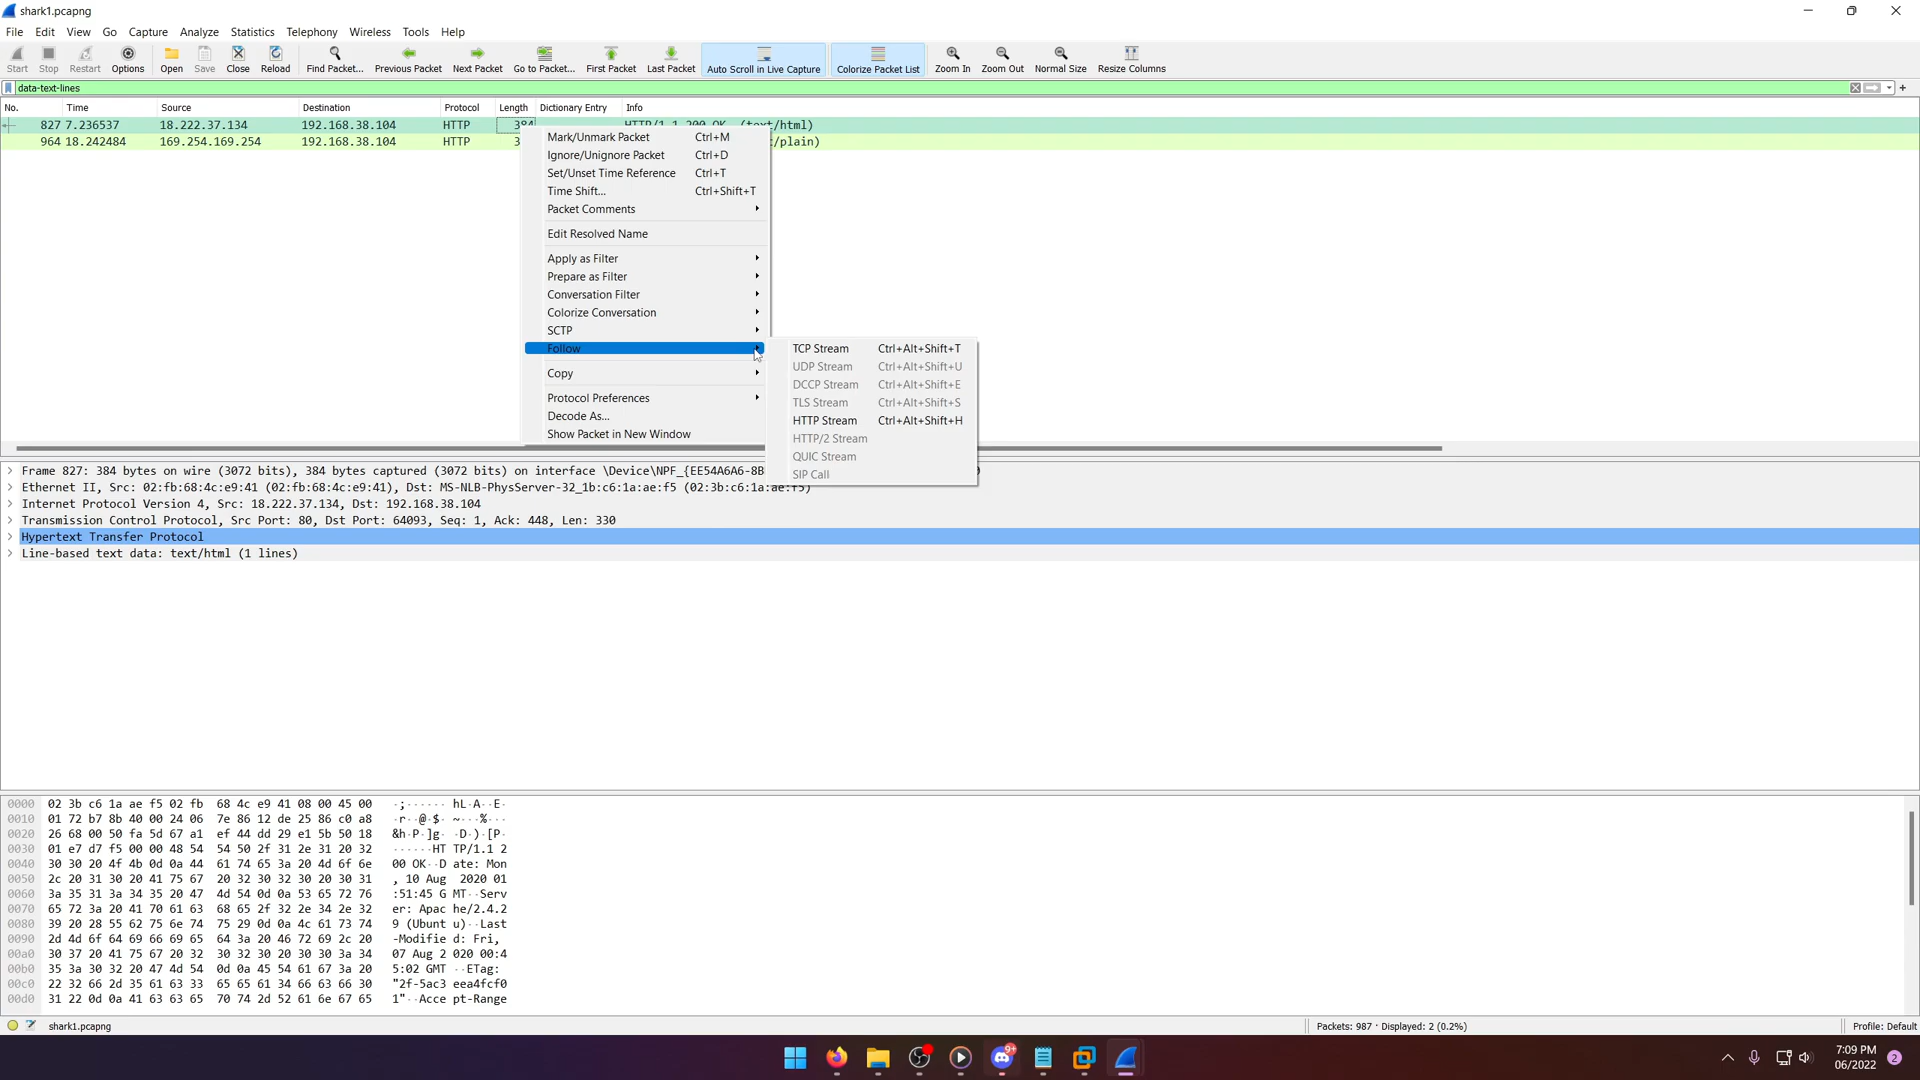 shark1.pcapng
File Edit View Go Capture Analyze Statistics Telephony Wireless Tools Help
Start Stop Restart Options Open Save Close Reload Find Packet... Previous Packet Next Packet Go to Packet... First Packet Last Packet Auto Scroll in Live Capture Colorize Packet List Zoom In Zoom Out Normal Size Resize Columns
data-text-lines
No. Time Source Destination Protocol Length Dictionary Entry Info
827 7.236537 18.222.37.134 192.168.38.104 HTTP 384 HTTP/1.1 200 OK (text/html)
964 18.242484 169.254.169.254 192.168.38.104 HTTP 3 /plain)
Mark/Unmark Packet Ctrl+M
Ignore/Unignore Packet Ctrl+D
Set/Unset Time Reference Ctrl+T
Time Shift... Ctrl+Shift+T
Packet Comments
Edit Resolved Name
Apply as Filter
Prepare as Filter
Conversation Filter
Colorize Conversation
SCTP
Follow
Copy
Protocol Preferences
Decode As...
Show Packet in New Window
TCP Stream Ctrl+Alt+Shift+T
UDP Stream Ctrl+Alt+Shift+U
DCCP Stream Ctrl+Alt+Shift+E
TLS Stream Ctrl+Alt+Shift+S
HTTP Stream Ctrl+Alt+Shift+H
HTTP/2 Stream
QUIC Stream
SIP Call
Frame 827: 384 bytes on wire (3072 bits), 384 bytes captured (3072 bits) on interface \Device\NPF_{EE54A6A6-8B
Ethernet II, Src: 02:fb:68:4c:e9:41 (02:fb:68:4c:e9:41), Dst: MS-NLB-PhysServer-32_1b:c6:1a:ae:f5 (02:3b:c6:1a:ae:f5)
Internet Protocol Version 4, Src: 18.222.37.134, Dst: 192.168.38.104
Transmission Control Protocol, Src Port: 80, Dst Port: 64093, Seq: 1, Ack: 448, Len: 330
Hypertext Transfer Protocol
Line-based text data: text/html (1 lines)
0000 02 3b c6 1a ae f5 02 fb 68 4c e9 41 08 00 45 00 ·;······ hL·A··E·
0010 01 72 b7 8b 40 00 24 06 7e 86 12 de 25 86 c0 a8 ·r··@·$· ~···%···
0020 26 68 00 50 fa 5d 67 a1 ef 44 dd 29 e1 5b 50 18 &h·P·]g· ·D·)·[P·
0030 01 e7 d7 f5 00 00 48 54 54 50 2f 31 2e 31 20 32 ······HT TP/1.1 2
0040 30 30 20 4f 4b 0d 0a 44 61 74 65 3a 20 4d 6f 6e 00 OK··D ate: Mon
0050 2c 20 31 30 20 41 75 67 20 32 30 32 30 20 30 31 , 10 Aug 2020 01
0060 3a 35 31 3a 34 35 20 47 4d 54 0d 0a 53 65 72 76 :51:45 G MT··Serv
0070 65 72 3a 20 41 70 61 63 68 65 2f 32 2e 34 2e 32 er: Apac he/2.4.2
0080 39 20 28 55 62 75 6e 74 75 29 0d 0a 4c 61 73 74 9 (Ubunt u)··Last
0090 2d 4d 6f 64 69 66 69 65 64 3a 20 46 72 69 2c 20 -Modifie d: Fri,
00a0 30 37 20 41 75 67 20 32 30 32 30 20 30 30 3a 34 07 Aug 2 020 00:4
00b0 35 3a 30 32 20 47 4d 54 0d 0a 45 54 61 67 3a 20 5:02 GMT ··ETag:
00c0 22 32 66 2d 35 61 63 33 65 65 61 34 66 63 66 30 "2f-5ac3 eea4fcf0
00d0 31 22 0d 0a 41 63 63 65 70 74 2d 52 61 6e 67 65 1"··Acce pt-Range
shark1.pcapng Packets: 987 · Displayed: 2 (0.2%) Profile: Default
9+
7:09 PM
06/2022
2